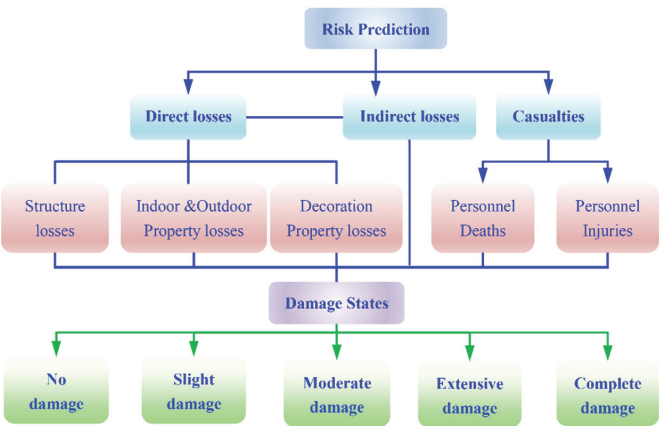 Risk Prediction
Direct losses
Indirect losses
Casualties
Structure
losses
Indoor &Outdoor
Property losses
Decoration
Property losses
Personnel
Deaths
Personnel
Injuries
Damage States
No
damage
Slight
damage
Moderate
damage
Extensive
damage
Complete
damage